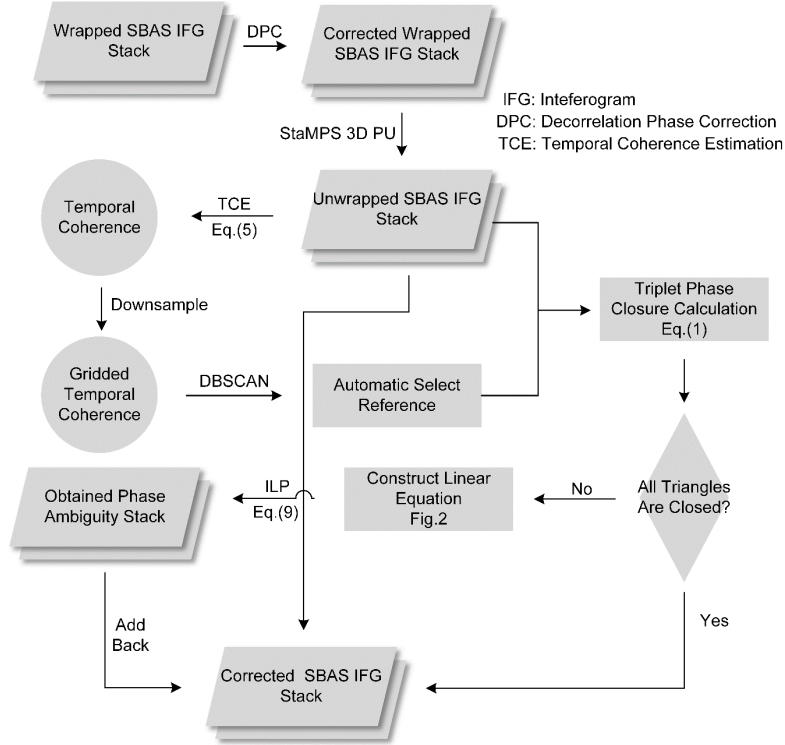 Wrapped SBAS IFG
Stack
DPC
Corrected Wrapped
SBAS IFG Stack
IFG: Inteferogram
DPC: Decorrelation Phase Correction
TCE: Temporal Coherence Estimation
StaMPS 3D PU
Unwrapped SBAS IFG
Stack
TCE
Eq.(5)
Temporal
Coherence
Downsample
Triplet Phase
Closure Calculation
Eq.(1)
Gridded
Temporal
Coherence
DBSCAN
Automatic Select
Reference
All Triangles
Are Closed?
No
Construct Linear
Equation
Fig.2
ILP
Eq.(9)
Obtained Phase
Ambiguity Stack
Add
Back
Yes
Corrected SBAS IFG
Stack